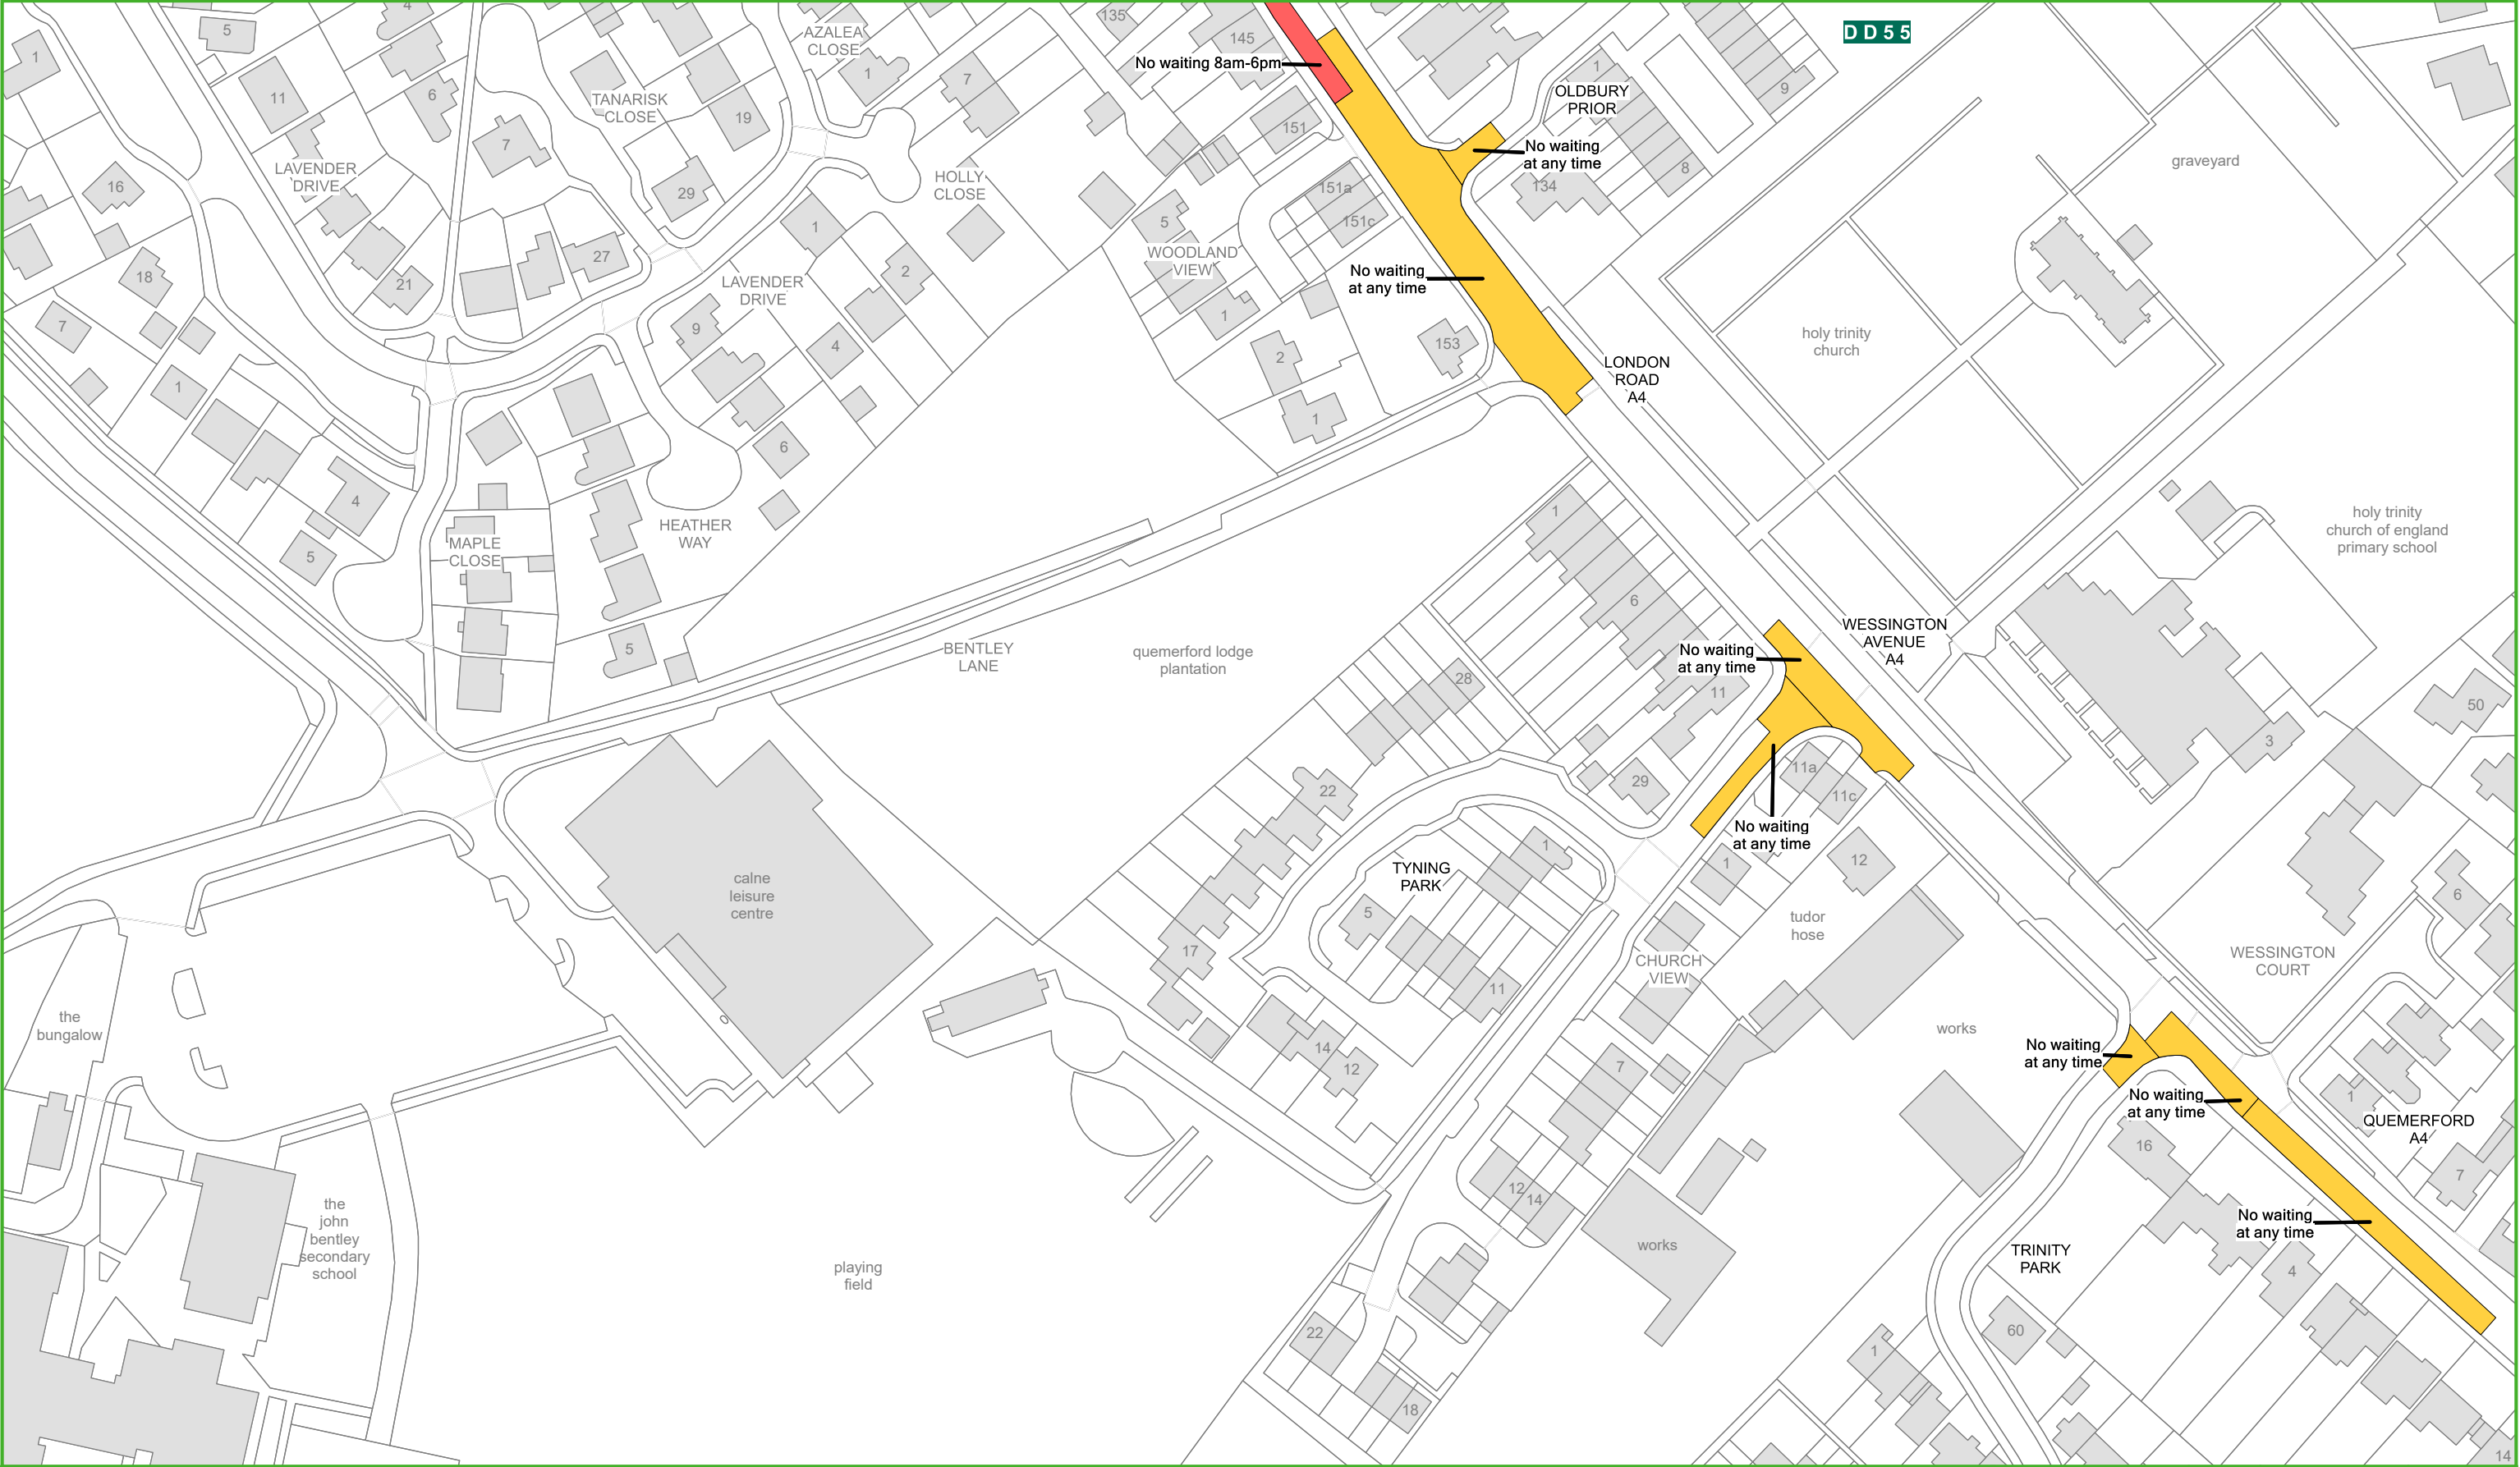 5
4
135
AZALEA
CLOSE
145
DD55
1
No waiting 8am-6pm
1
7
1
OLDBURY
PRIOR
9
11
6
TANARISK
CLOSE
19
151
No waiting
at any time
graveyard
7
LAVENDER
DRIVE
16
29
HOLLY
CLOSE
151a
134
8
5
151c
1
WOODLAND
VIEW
18
21
27
LAVENDER
DRIVE
2
No waiting
at any time
7
9
4
1
2
153
holy trinity
church
LONDON
ROAD
A4
1
1
6
4
HEATHER
WAY
1
holy trinity
church of england
primary school
MAPLE
CLOSE
5
6
5
BENTLEY
LANE
quemerford lodge
plantation
28
No waiting
at any time
11
WESSINGTON
AVENUE
A4
50
3
22
29
11a
11c
No waiting
at any time
calne
leisure
centre
1
TYNING
PARK
5
1
12
6
tudor
hose
17
11
CHURCH
VIEW
WESSINGTON
COURT
the
bungalow
works
14
12
7
No waiting
at any time
No waiting
at any time
1
QUEMERFORD
A4
16
7
12
14
the
john
bentley
secondary
school
No waiting
at any time
works
TRINITY
PARK
4
playing
field
22
60
1
18
14